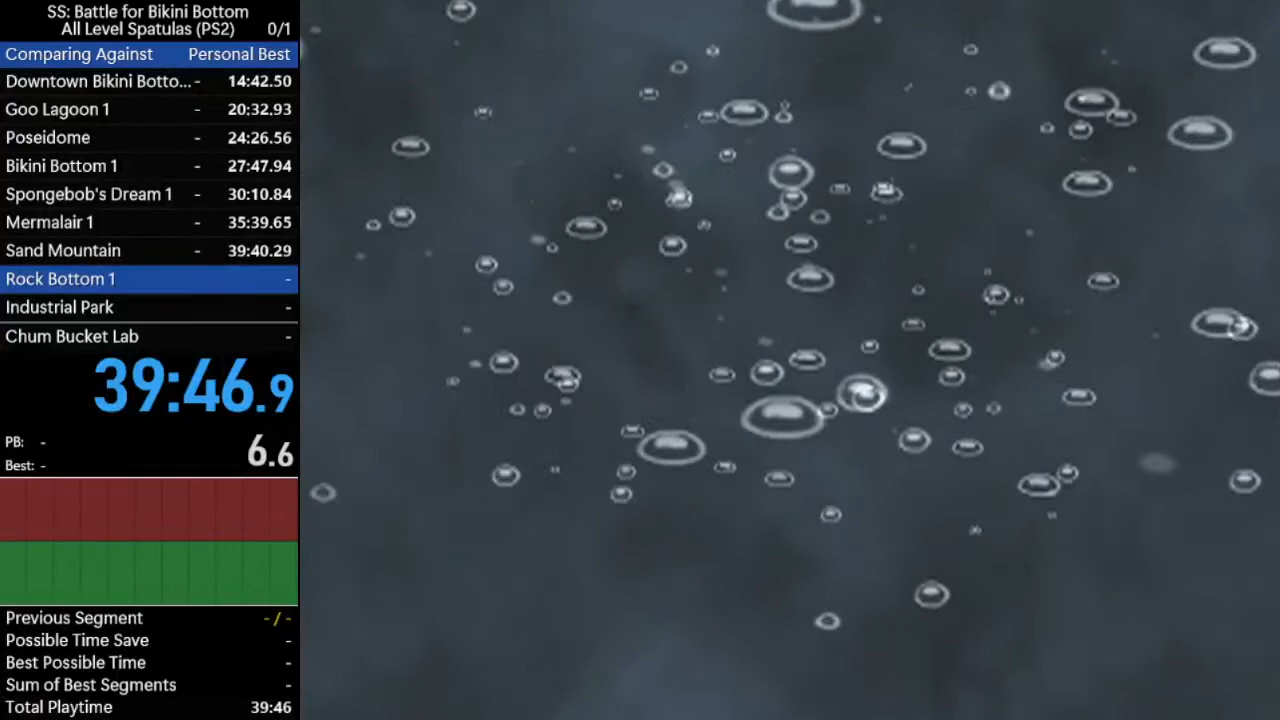 SS: Battle for Bikini Bottom
All Level Spatulas (PS2) 0/1
Comparing Against Personal Best
Downtown Bikini Botto... - 14:42.50
Goo Lagoon 1 - 20:32.93
Poseidome - 24:26.56
Bikini Bottom 1 - 27:47.94
Spongebob's Dream 1 - 30:10.84
Mermalair 1 - 35:39.65
Sand Mountain - 39:40.29
Rock Bottom 1 -
Industrial Park -
Chum Bucket Lab -
39:46.9
PB: - 6.6
Best: -
Previous Segment - / -
Possible Time Save -
Best Possible Time -
Sum of Best Segments -
Total Playtime 39:46